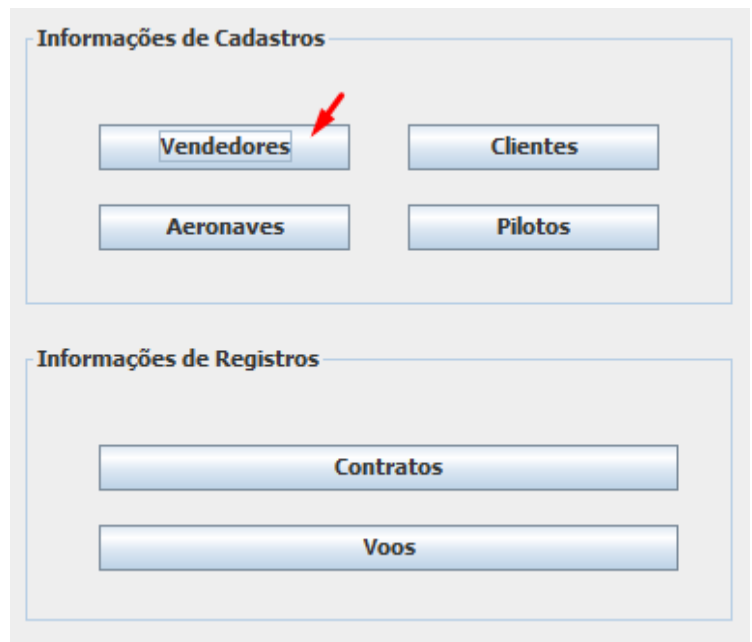 Informações de Cadastros
Vendedores
Clientes
Aeronaves
Pilotos
Informações de Registros
Contratos
Voos